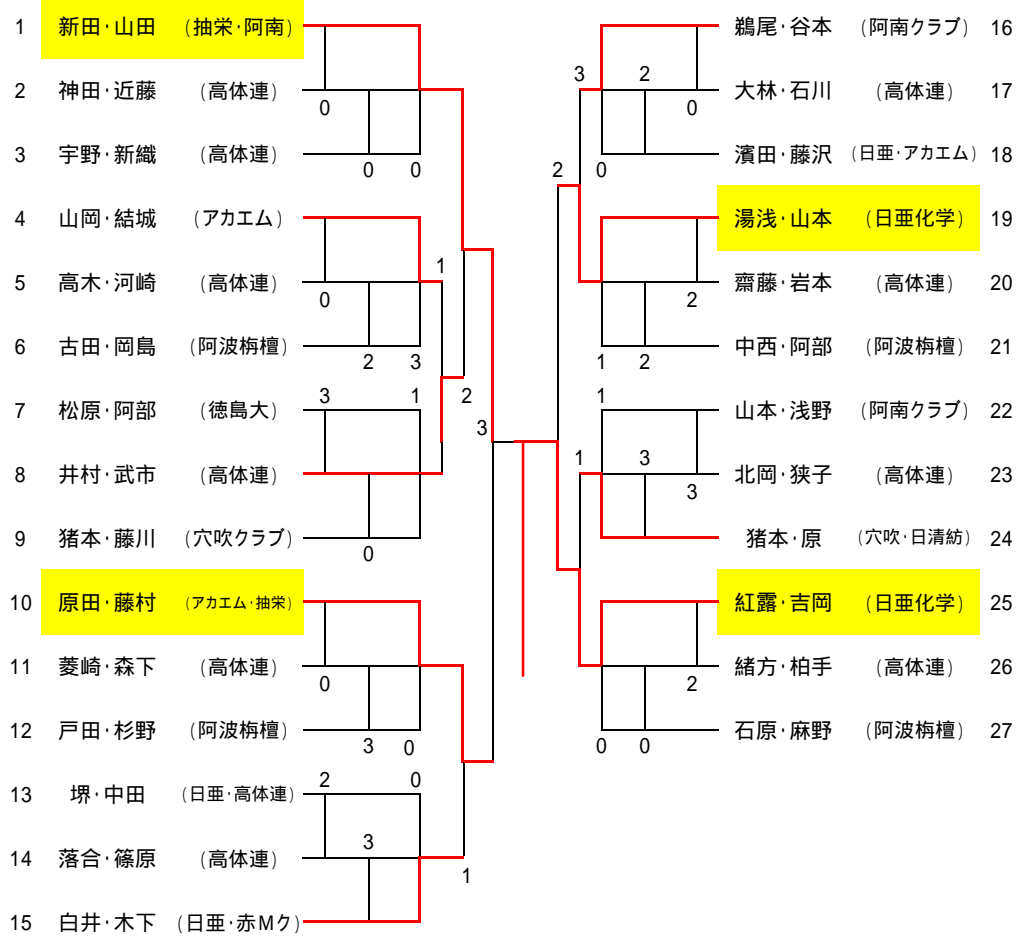 1 新田・山田 (抽栄・阿南)
2 神田・近藤 (高体連)
0
3 宇野・新織 (高体連)
0 0
4 山岡・結城 (アカエム)
1
5 高木・河崎 (高体連)
0
6 古田・岡島 (阿波栴檀)
2 3
7 松原・阿部 (徳島大)
3 1
2
3
8 井村・武市 (高体連)
9 猪本・藤川 (穴吹クラブ)
0
10 原田・藤村 (アカエム・抽栄)
11 菱崎・森下 (高体連)
0
12 戸田・杉野 (阿波栴檀)
3 0
13 堺・中田 (日亜・高体連)
2 0
3
14 落合・篠原 (高体連)
1
15 白井・木下 (日亜・赤Mク)
鵜尾・谷本 (阿南クラブ) 16
3 2
大林・石川 (高体連) 17
0
濱田・藤沢 (日亜・アカエム) 18
2 0
湯浅・山本 (日亜化学) 19
齋藤・岩本 (高体連) 20
2
中西・阿部 (阿波栴檀) 21
1 2
山本・浅野 (阿南クラブ) 22
1
1 3
北岡・狭子 (高体連) 23
3
猪本・原 (穴吹・日清紡) 24
紅露・吉岡 (日亜化学) 25
緒方・柏手 (高体連) 26
2
石原・麻野 (阿波栴檀) 27
0 0